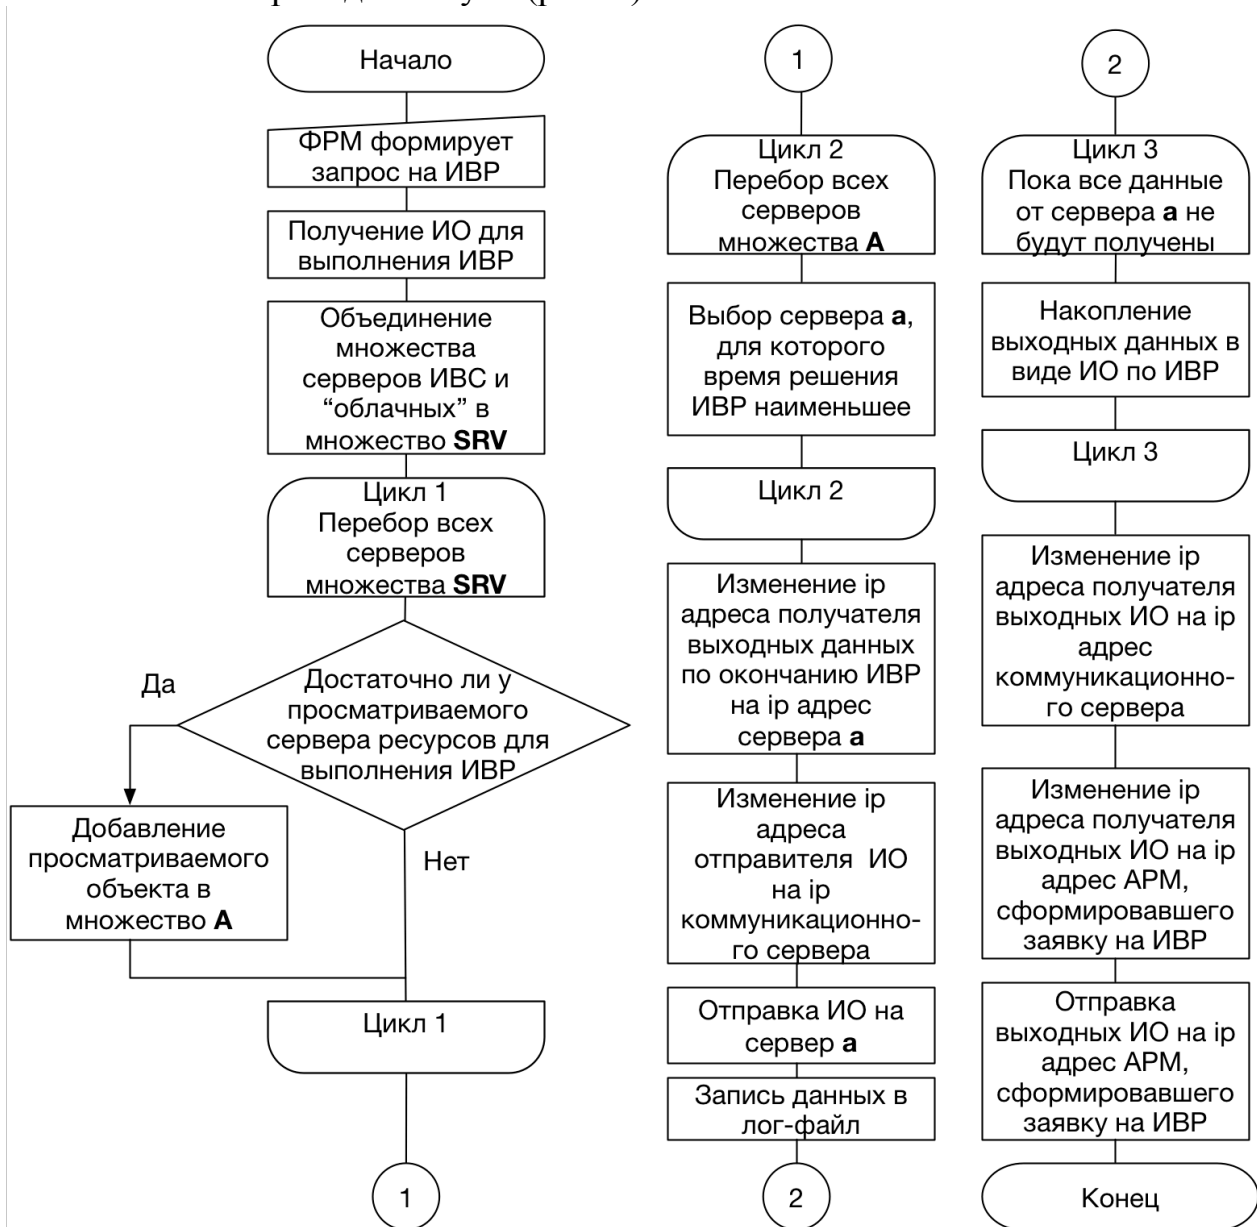 Начало
ФРМ формирует
запрос на ИВР
Получение ИО для
выполнения ИВР
Объединение
множества
серверов ИВС и
“облачных” в
множество SRV
Цикл 1
Перебор всех
серверов
множества SRV
Да
Достаточно ли у
просматриваемого
сервера ресурсов для
выполнения ИВР
Добавление
просматриваемого
объекта в
множество А
Нет
Цикл 1
1
1
Цикл 2
Перебор всех
серверов
множества А
Выбор сервера а,
для которого
время решения
ИВР наименьшее
Цикл 2
Изменение ip
адреса получателя
выходных данных
по окончанию ИВР
на ip адрес
сервера а
Изменение ip
адреса
отправителя ИО
на ip
коммуникационно-
го сервера
Отправка ИО на
сервер а
Запись данных в
лог-файл
2
2
Цикл 3
Пока все данные
от сервера а не
будут получены
Накопление
выходных данных в
виде ИО по ИВР
Цикл 3
Изменение ip
адреса получателя
выходных ИО на ip
адрес
коммуникационно-
го сервера
Изменение ip
адреса получателя
выходных ИО на ip
адрес АРМ,
сформировавшего
заявку на ИВР
Отправка
выходных ИО на ip
адрес АРМ,
сформировавшего
заявку на ИВР
Конец